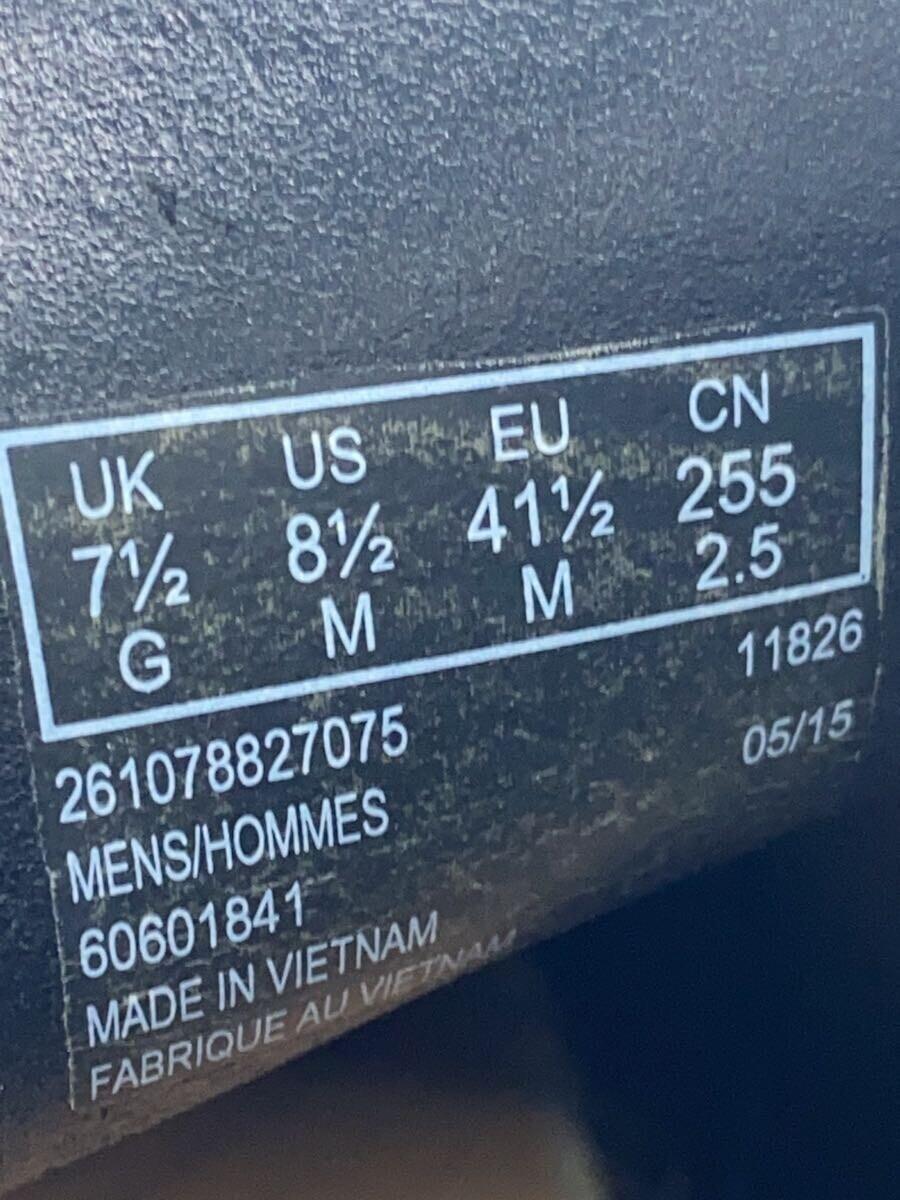 UK US EU CN
7½ 8½ 41½ 255
G M M 2.5
11826
261078827075
05/15
MENS/HOMMES
60601841
MADE IN VIETNAM
FABRIQUE AU VIETNAM